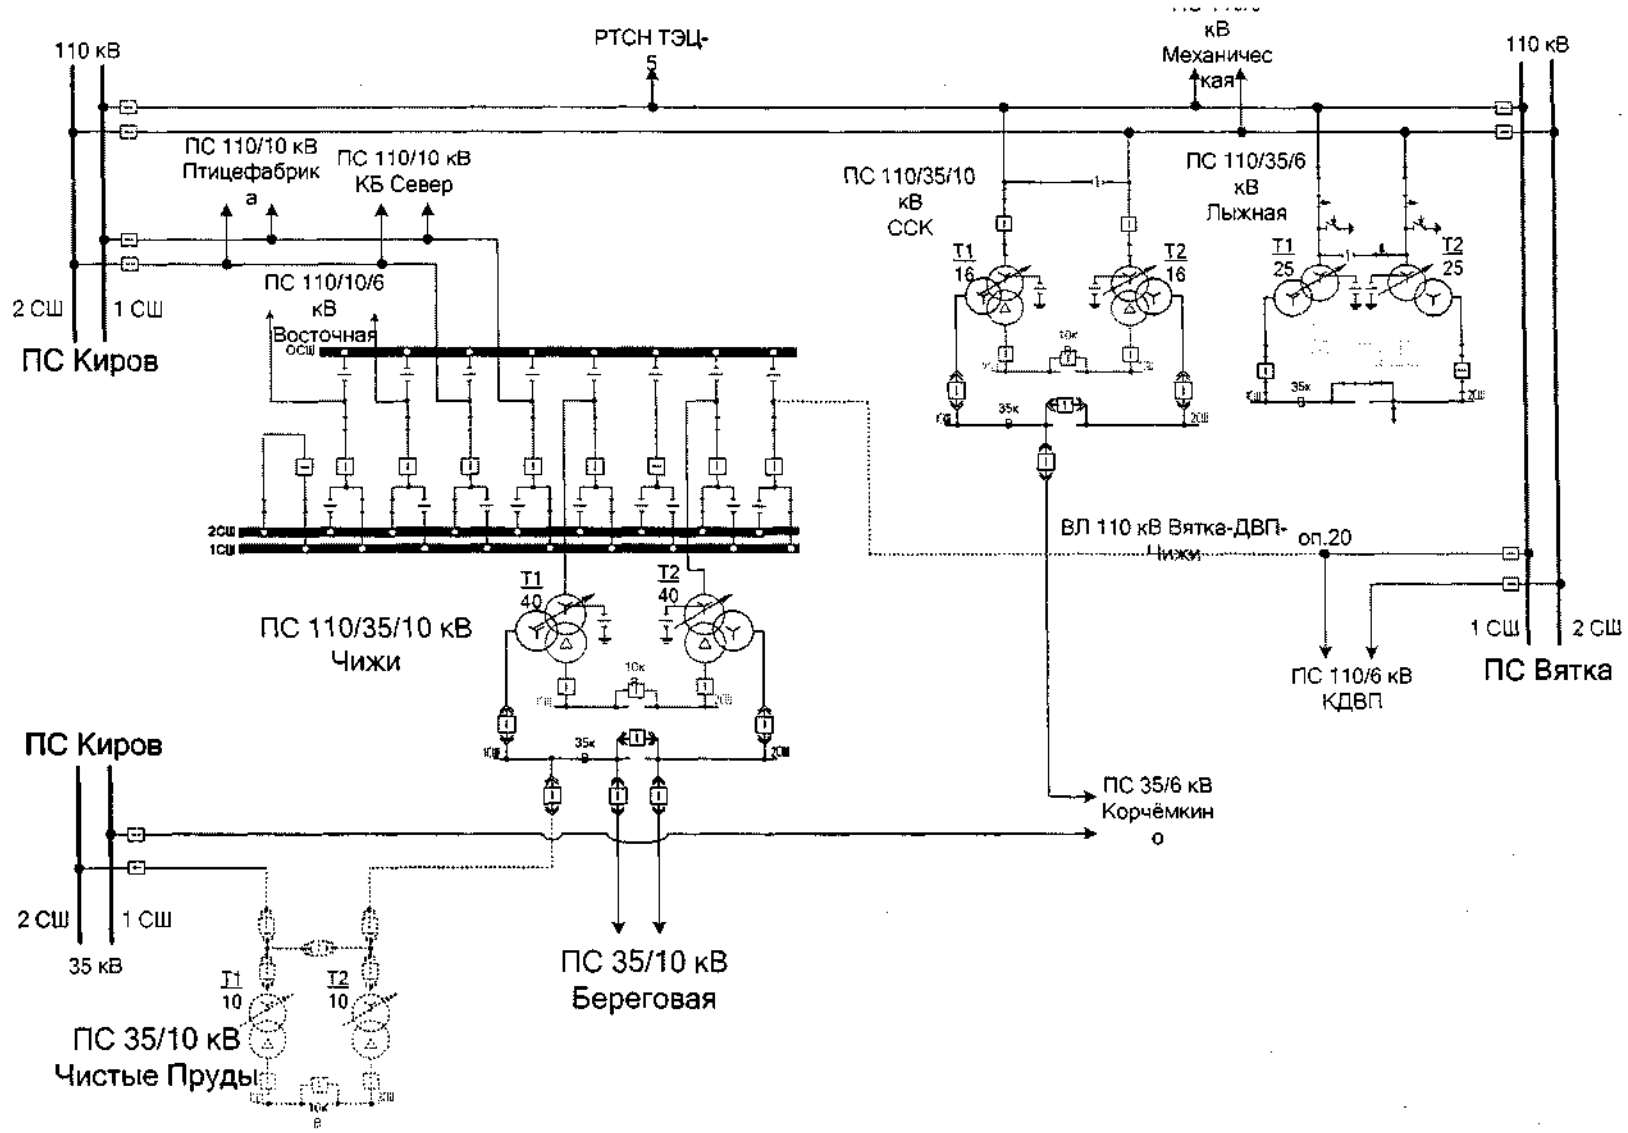 110 кВ
РТСН ТЭЦ-
5
кВ
Механичес
кая
110 кВ
ПС 110/10 кВ
Птицефабрик
а
ПС 110/10 кВ
КБ Север
ПС 110/35/10
кВ
ССК
ПС 110/35/6
кВ
Лыжная
Т1
16
Т2
16
Т1
25
Т2
25
2 СШ
1 СШ
ПС Киров
ПС 110/10/6
кВ
Восточная
ОСШ
10к
35к
2СШ
35к
2СШ
2СШ
1СШ
ВЛ 110 кВ Вятка-ДВП-
Чижи
оп.20
Т1
40
Т2
40
ПС 110/35/10 кВ
Чижи
10к
1 СШ
2 СШ
ПС Вятка
ПС 110/6 кВ
КДВП
1СШ
35к
2СШ
ПС Киров
ПС 35/6 кВ
Корчёмкин
о
2 СШ
1 СШ
35 кВ
Т1
10
Т2
10
ПС 35/10 кВ
Береговая
ПС 35/10 кВ
Чистые Пруды
10к
в